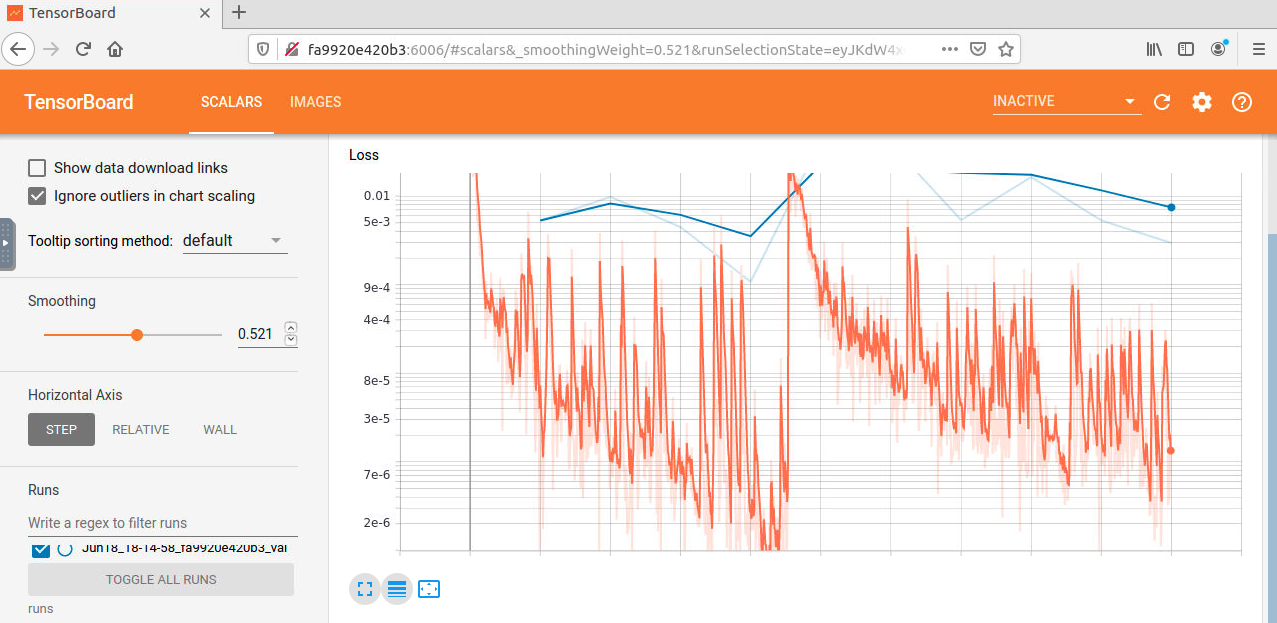 TensorBoard
fa9920e420b3:6006/#scalars&_smoothingWeight=0.521&runSelectionState=eyJKdW4x
TensorBoard
SCALARS
IMAGES
INACTIVE
Show data download links
Ignore outliers in chart scaling
Tooltip sorting method: default
Smoothing
0.521
Horizontal Axis
STEP
RELATIVE
WALL
Runs
Write a regex to filter runs
Jun18_18-14-58_fa9920e420b3_val
TOGGLE ALL RUNS
runs
Loss
0.01
5e-3
9e-4
4e-4
8e-5
3e-5
7e-6
2e-6